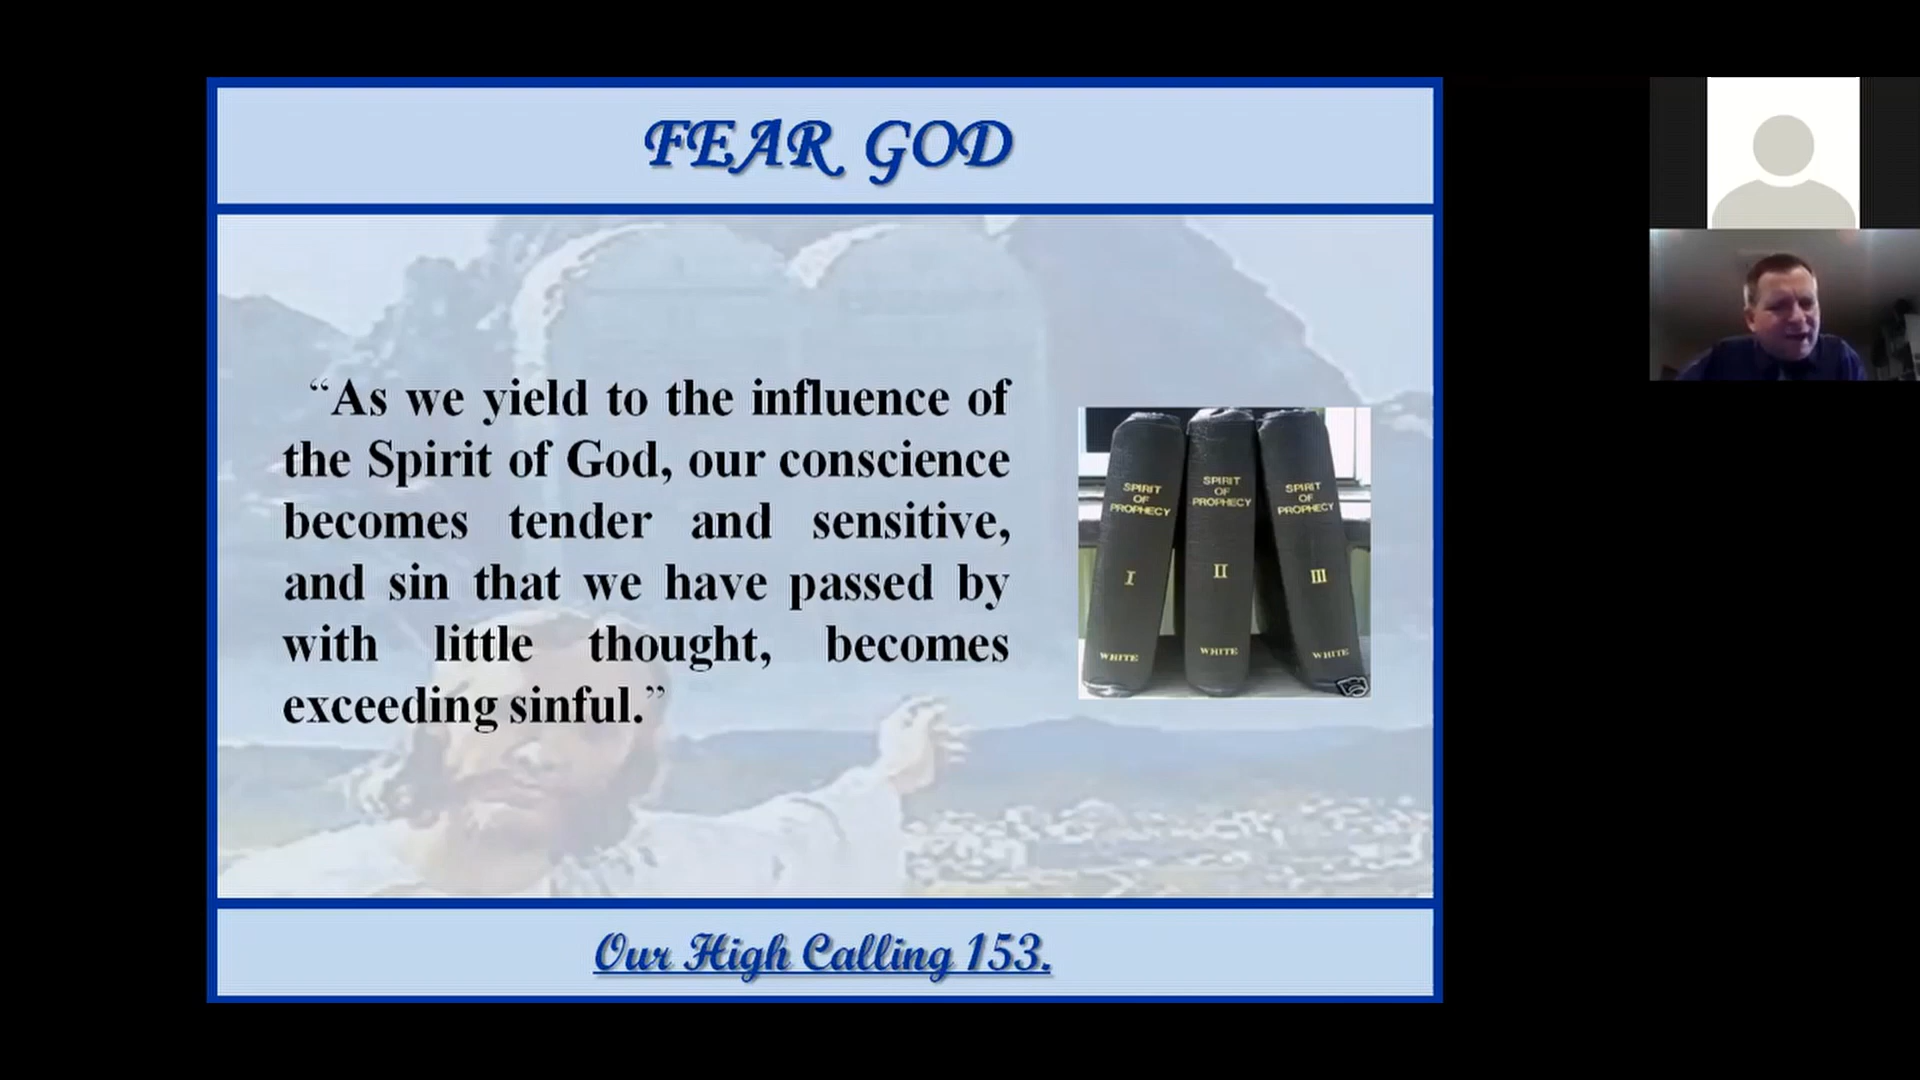 FEAR GOD
“As we yield to the influence of
the Spirit of God, our conscience
becomes tender and sensitive,
and sin that we have passed by
with little thought, becomes
exceeding sinful.”
SPIRIT
OF
PROPHECY
I
WHITE
SPIRIT
OF
PROPHECY
II
WHITE
SPIRIT
OF
PROPHECY
III
WHITE
Our High Calling 153.